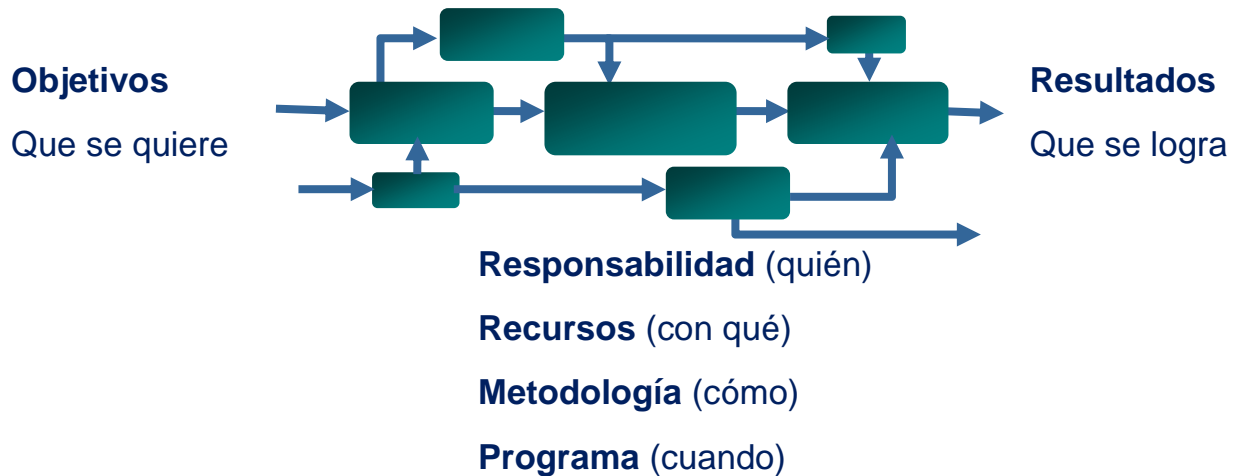 Objetivos
Que se quiere
Resultados
Que se logra
Responsabilidad (quién)
Recursos (con qué)
Metodología (cómo)
Programa (cuando)